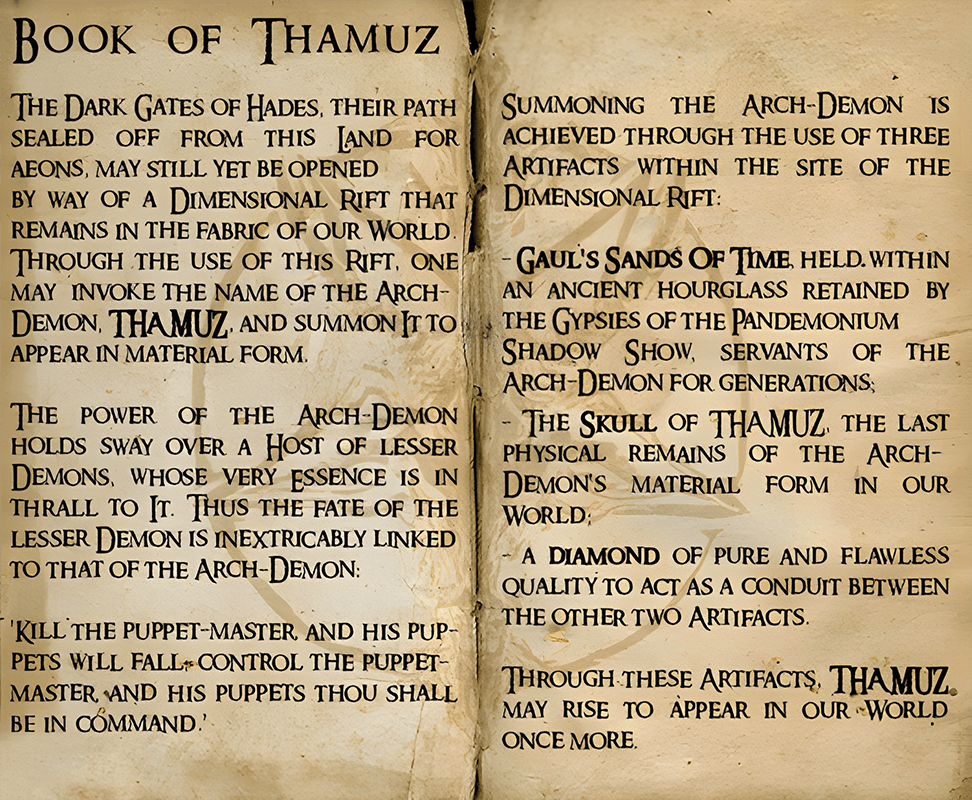 BOOK OF THAMUZ
THE DARK GATES OF HADES, THEIR PATH
SEALED OFF FROM THIS LAND FOR
AEONS, MAY STILL YET BE OPENED
BY WAY OF A DIMENSIONAL RIFT THAT
REMAINS IN THE FABRIC OF OUR WORLD.
THROUGH THE USE OF THIS RIFT, ONE
MAY INVOKE THE NAME OF THE ARCH-
DEMON, THAMUZ, AND SUMMON IT TO
APPEAR IN MATERIAL FORM.
THE POWER OF THE ARCH-DEMON
HOLDS SWAY OVER A HOST OF LESSER
DEMONS, WHOSE VERY ESSENCE IS IN
THRALL TO IT. THUS THE FATE OF THE
LESSER DEMON IS INEXTRICABLY LINKED
TO THAT OF THE ARCH-DEMON:
'KILL THE PUPPET-MASTER, AND HIS PUP-
PETS WILL FALL; CONTROL THE PUPPET-
MASTER, AND HIS PUPPETS THOU SHALL
BE IN COMMAND.'
SUMMONING THE ARCH-DEMON IS
ACHIEVED THROUGH THE USE OF THREE
ARTIFACTS WITHIN THE SITE OF THE
DIMENSIONAL RIFT:
- GAUL'S SANDS OF TIME, HELD WITHIN
AN ANCIENT HOURGLASS RETAINED BY
THE GYPSIES OF THE PANDEMONIUM
SHADOW SHOW, SERVANTS OF THE
ARCH-DEMON FOR GENERATIONS;
- THE SKULL OF THAMUZ, THE LAST
PHYSICAL REMAINS OF THE ARCH-
DEMON'S MATERIAL FORM IN OUR
WORLD;
- A DIAMOND OF PURE AND FLAWLESS
QUALITY TO ACT AS A CONDUIT BETWEEN
THE OTHER TWO ARTIFACTS.
THROUGH THESE ARTIFACTS, THAMUZ
MAY RISE TO APPEAR IN OUR WORLD
ONCE MORE.